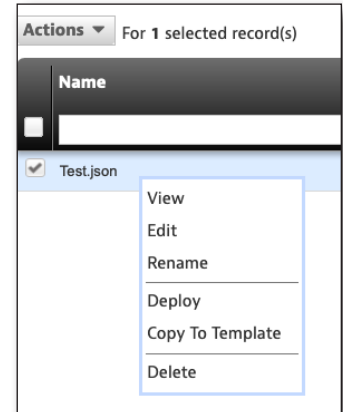 Actions For 1 selected record(s)
Name
Test.json
View
Edit
Rename
Deploy
Copy To Template
Delete